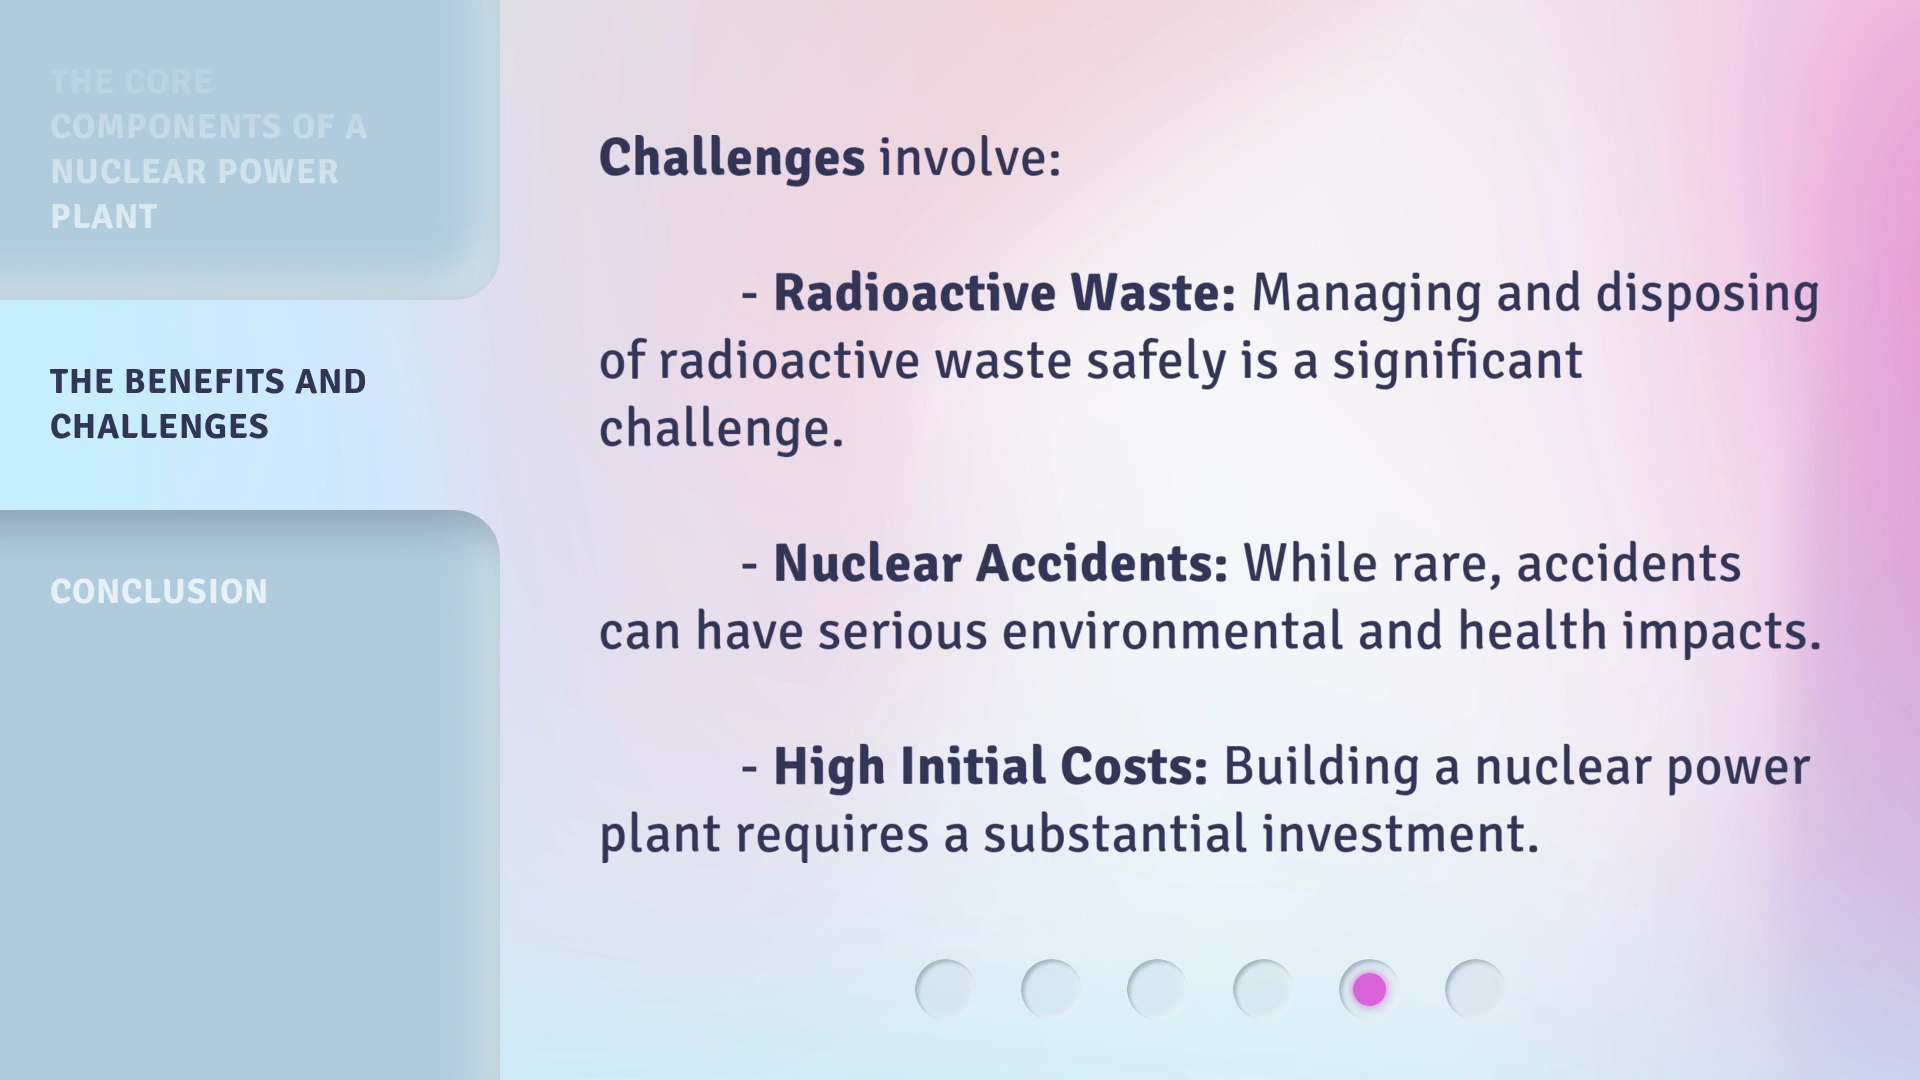 THE CORE
COMPONENTS OF A
NUCLEAR POWER
PLANT
THE BENEFITS AND
CHALLENGES
CONCLUSION
Challenges involve:
- Radioactive Waste: Managing and disposing
of radioactive waste safely is a significant
challenge.
- Nuclear Accidents: While rare, accidents
can have serious environmental and health impacts.
- High Initial Costs: Building a nuclear power
plant requires a substantial investment.